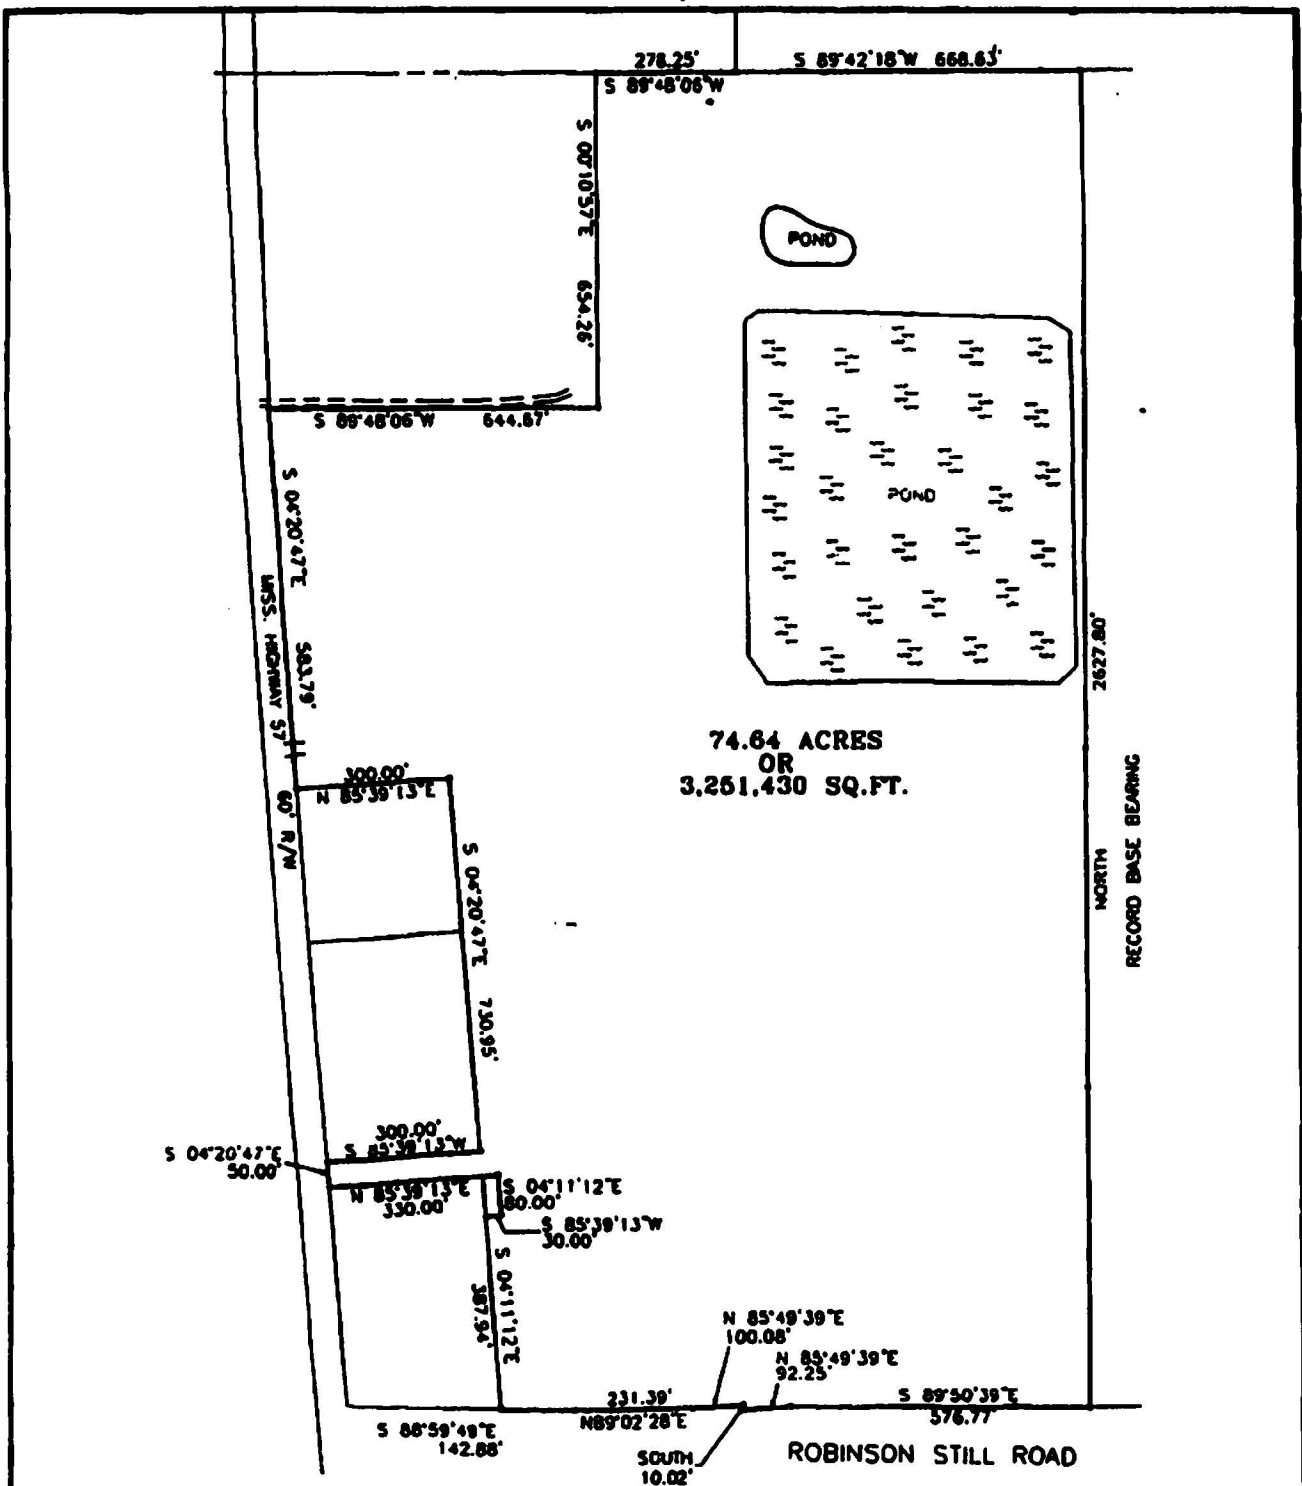 278.25'
S 89°48'06"W
S 89°42'18"W 668.63'
S 00°10'57"E 654.26'
POND
S 89°48'06"W 644.67'
POND
S 04°20'47"E 583.79'
MISS. HIGHWAY 57 60' R/W
2627.80'
NORTH
RECORD BASE BEARING
74.64 ACRES
OR
3,251,430 SQ.FT.
300.00'
N 85°39'13"E
S 04°20'47"E 730.95'
300.00'
S 85°39'13"W
S 04°20'47"E
50.00'
N 85°39'13"E
330.00'
S 04°11'12"E
80.00'
S 85°39'13"W
30.00'
S 04°11'12"E
387.94'
N 85°49'39"E
100.08'
N 85°49'39"E
92.25'
231.39'
N89°02'28"E
S 89°50'39"E
576.77'
S 88°59'49"E
142.88'
SOUTH
10.02'
ROBINSON STILL ROAD